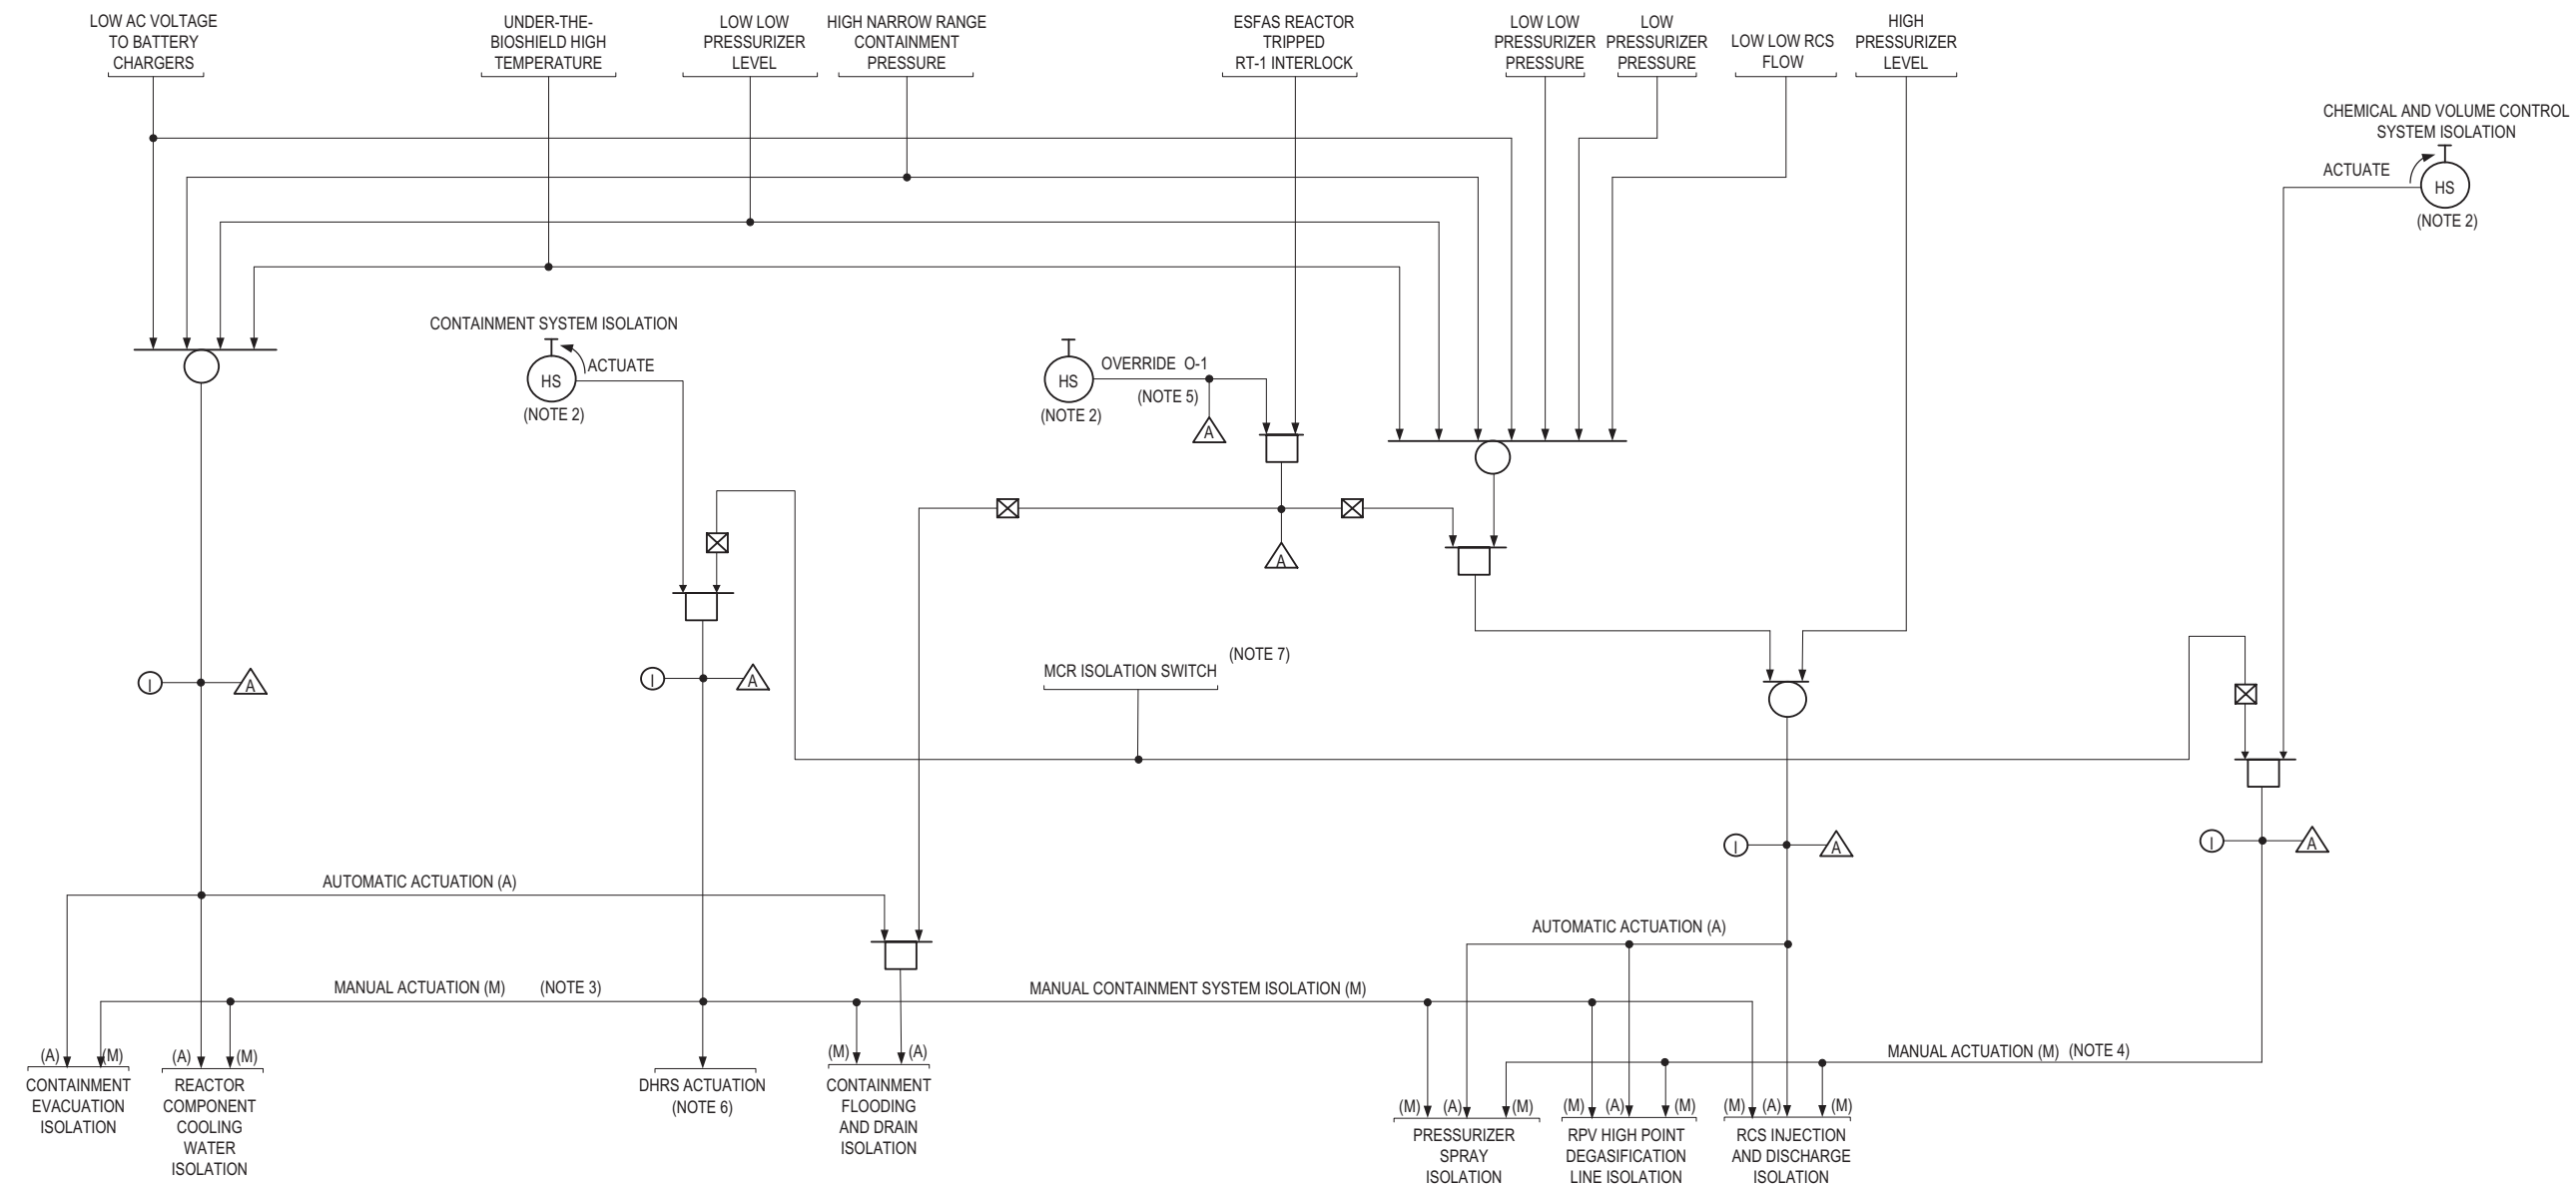 LOW AC VOLTAGE
TO BATTERY
CHARGERS
UNDER-THE-
BIOSHIELD HIGH
TEMPERATURE
LOW LOW
PRESSURIZER
LEVEL
HIGH NARROW RANGE
CONTAINMENT
PRESSURE
ESFAS REACTOR
TRIPPED
RT-1 INTERLOCK
LOW LOW
PRESSURIZER
PRESSURE
LOW
PRESSURIZER
PRESSURE
LOW LOW RCS
FLOW
HIGH
PRESSURIZER
LEVEL
CHEMICAL AND VOLUME CONTROL
SYSTEM ISOLATION
ACTUATE
HS
(NOTE 2)
CONTAINMENT SYSTEM ISOLATION
ACTUATE
HS
(NOTE 2)
HS
(NOTE 2)
OVERRIDE O-1
(NOTE 5)
A
A
MCR ISOLATION SWITCH
(NOTE 7)
I
A
I
A
I
A
I
A
AUTOMATIC ACTUATION (A)
AUTOMATIC ACTUATION (A)
MANUAL ACTUATION (M)
(NOTE 3)
MANUAL CONTAINMENT SYSTEM ISOLATION (M)
MANUAL ACTUATION (M)
(NOTE 4)
(A)
(M)
CONTAINMENT
EVACUATION
ISOLATION
(A)
(M)
REACTOR
COMPONENT
COOLING
WATER
ISOLATION
DHRS ACTUATION
(NOTE 6)
(M)
(A)
CONTAINMENT
FLOODING
AND DRAIN
ISOLATION
(M)
(A)
(M)
PRESSURIZER
SPRAY
ISOLATION
(M)
(A)
(M)
RPV HIGH POINT
DEGASIFICATION
LINE ISOLATION
(M)
(A)
(M)
RCS INJECTION
AND DISCHARGE
ISOLATION